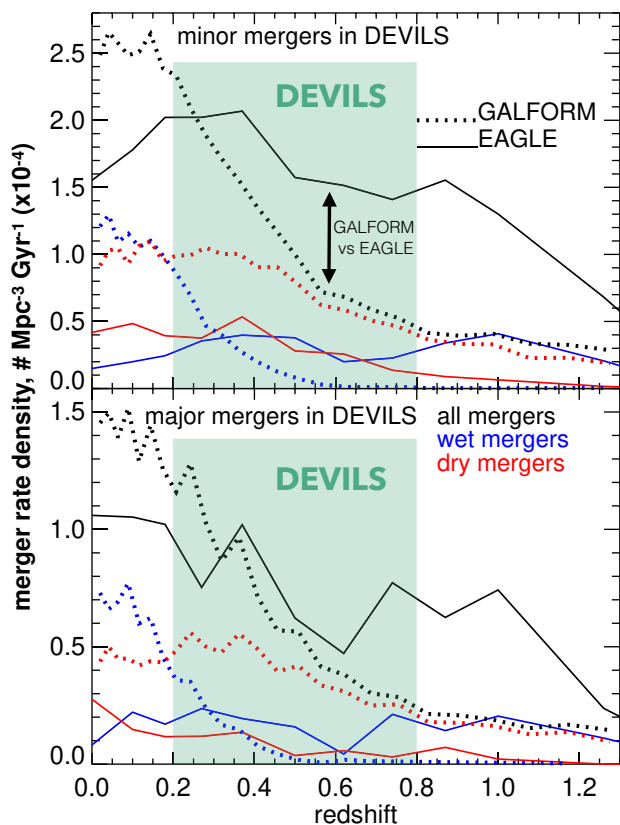 minor mergers in DEVILS
2.5
DEVILS
GALFORM
EAGLE
2.0
1.5
GALFORM
vs EAGLE
1.0
0.5
0.0
merger rate density, # Mpc⁻³ Gyr⁻¹ (x10⁻⁴)
1.5
major mergers in DEVILS
all mergers
wet mergers
dry mergers
DEVILS
1.0
0.5
0.0
0.0 0.2 0.4 0.6 0.8 1.0 1.2
redshift